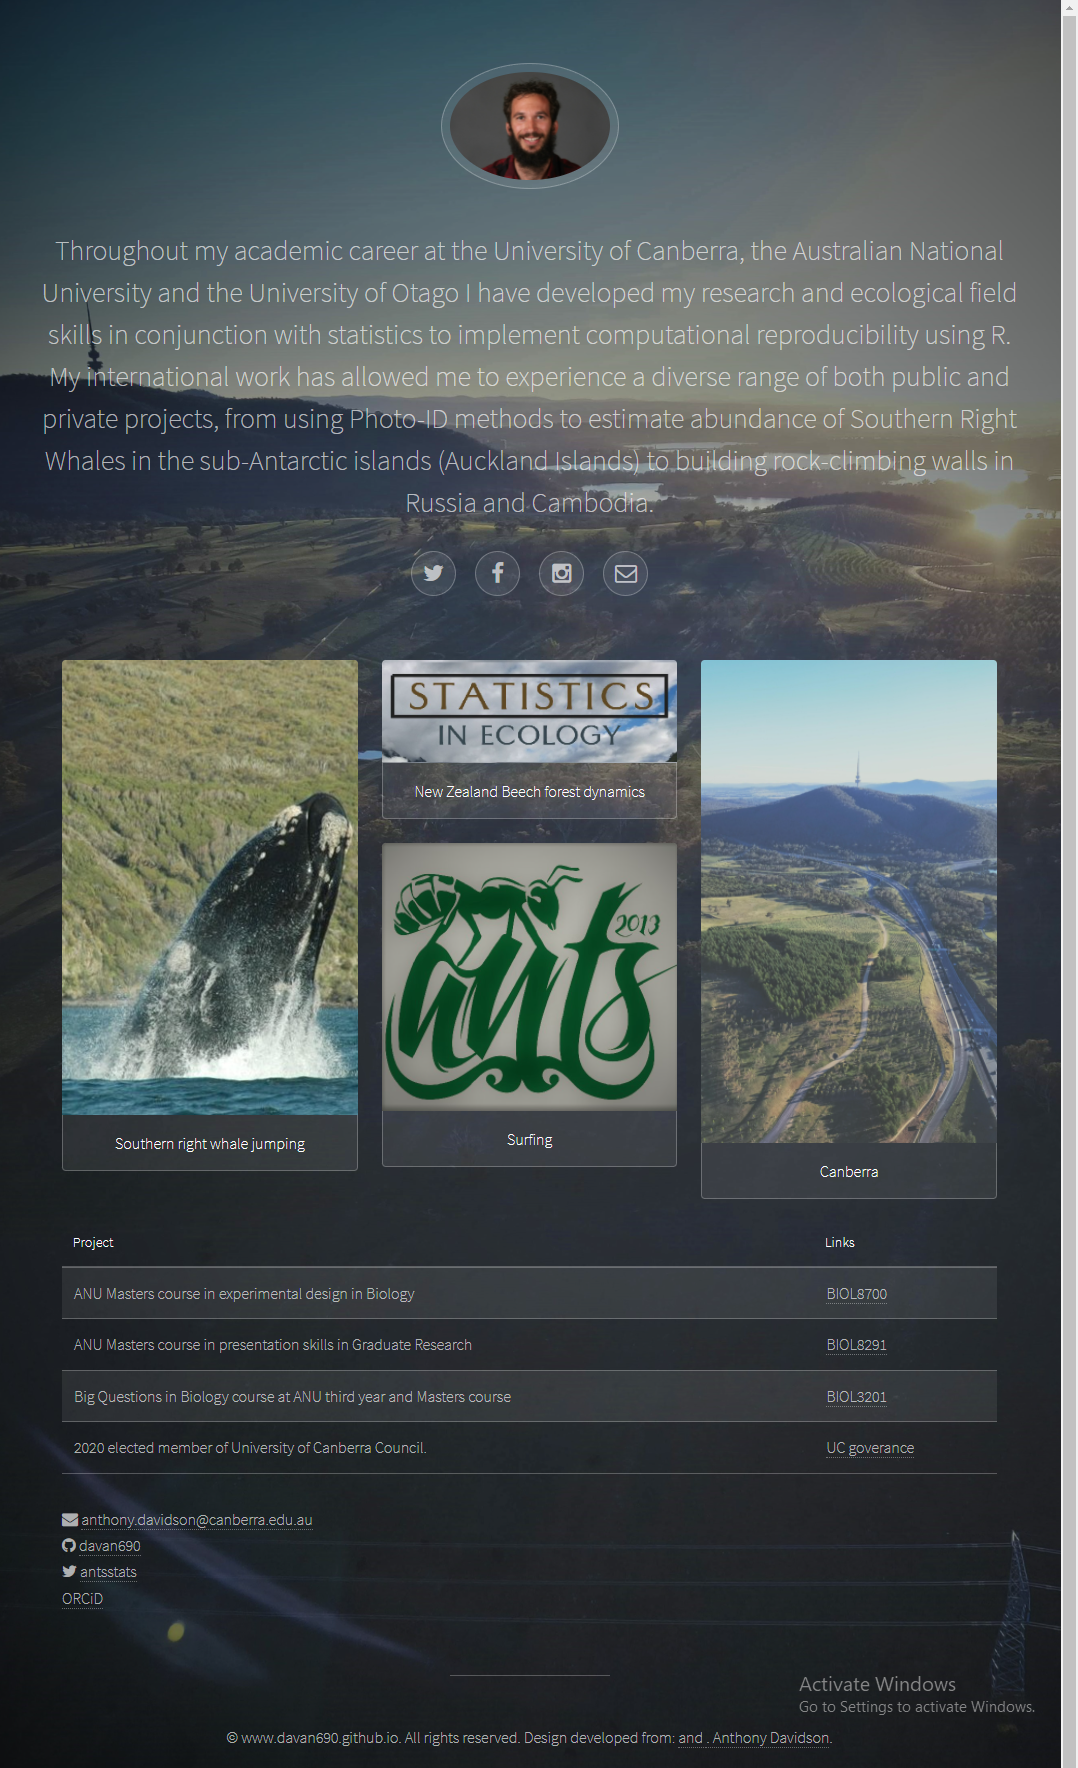 Throughout my academic career at the University of Canberra, the Australian National
University and the University of Otago I have developed my research and ecological field
skills in conjunction with statistics to implement computational reproducibility using R.
My international work has allowed me to experience a diverse range of both public and
private projects, from using Photo-ID methods to estimate abundance of Southern Right
Whales in the sub-Antarctic islands (Auckland Islands) to building rock-climbing walls in
Russia and Cambodia.
STATISTICS
IN ECOLOGY
New Zealand Beech forest dynamics
2013
ants
Southern right whale jumping
Surfing
Canberra
Project Links
ANU Masters course in experimental design in Biology BIOL8700
ANU Masters course in presentation skills in Graduate Research BIOL8291
Big Questions in Biology course at ANU third year and Masters course BIOL3201
2020 elected member of University of Canberra Council. UC goverance
anthony.davidson@canberra.edu.au
davan690
antsstats
ORCiD
Activate Windows
Go to Settings to activate Windows.
© www.davan690.github.io. All rights reserved. Design developed from: and . Anthony Davidson.